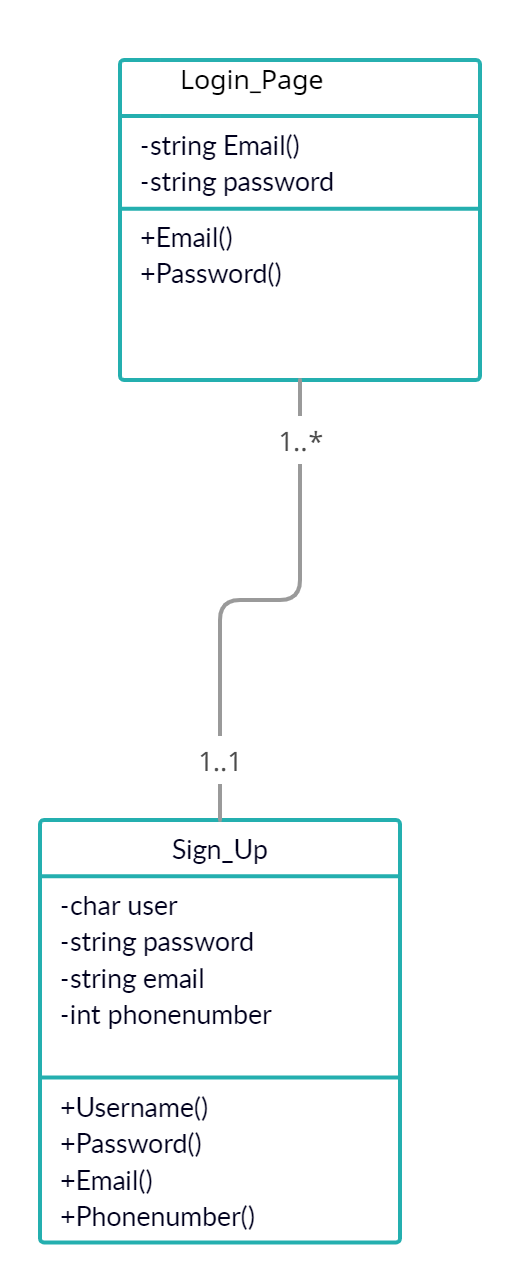 Login_Page
-string Email()
-string password
+Email()
+Password()
1..*
1..1
Sign_Up
-char user
-string password
-string email
-int phonenumber
+Username()
+Password()
+Email()
+Phonenumber()